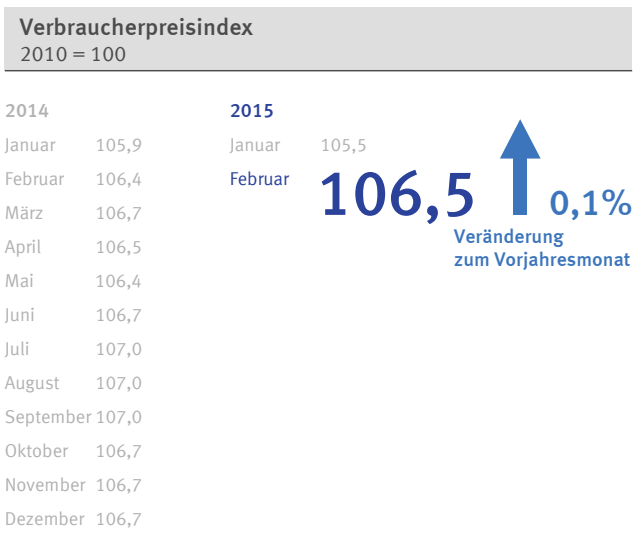 Verbraucherpreisindex
2010 = 100
2014
Januar 105,9
Februar 106,4
März 106,7
April 106,5
Mai 106,4
Juni 106,7
Juli 107,0
August 107,0
September 107,0
Oktober 106,7
November 106,7
Dezember 106,7
2015
Januar 105,5
Februar 106,5
0,1%
Veränderung
zum Vorjahresmonat